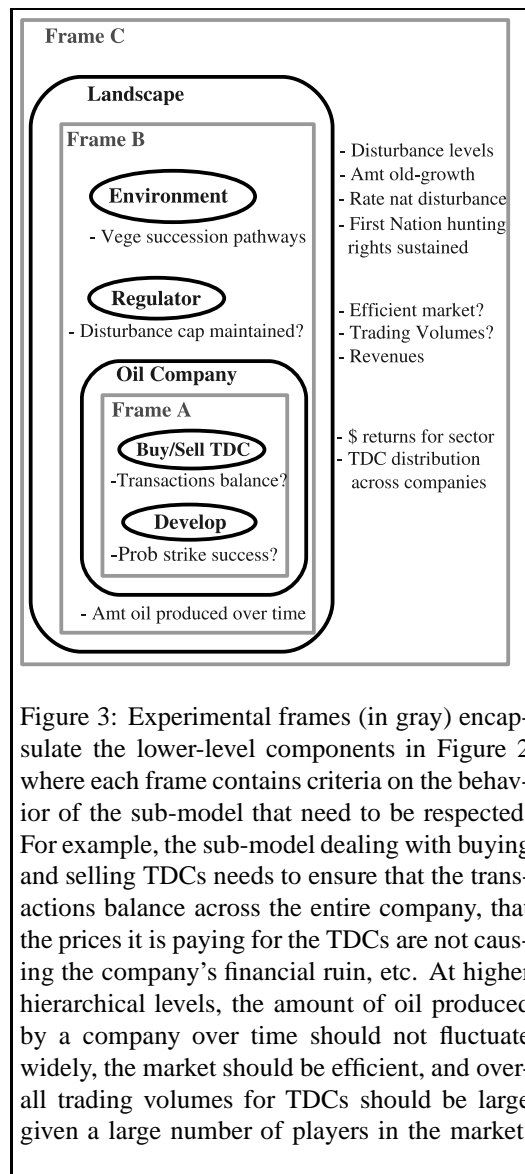 Frame C
Landscape
Frame B
Environment
- Vege succession pathways
Regulator
- Disturbance cap maintained?
Oil Company
Frame A
Buy/Sell TDC
-Transactions balance?
Develop
-Prob strike success?
- Amt oil produced over time
- Disturbance levels
- Amt old-growth
- Rate nat disturbance
- First Nation hunting
rights sustained
- Efficient market?
- Trading Volumes?
- Revenues
- $ returns for sector
- TDC distribution
across companies
Figure 3: Experimental frames (in gray) encap-
sulate the lower-level components in Figure 2
where each frame contains criteria on the behav-
ior of the sub-model that need to be respected
For example, the sub-model dealing with buying
and selling TDCs needs to ensure that the trans-
actions balance across the entire company, that
the prices it is paying for the TDCs are not caus-
ing the company's financial ruin, etc. At higher
hierarchical levels, the amount of oil produced
by a company over time should not fluctuate
widely, the market should be efficient, and over-
all trading volumes for TDCs should be large
given a large number of players in the market